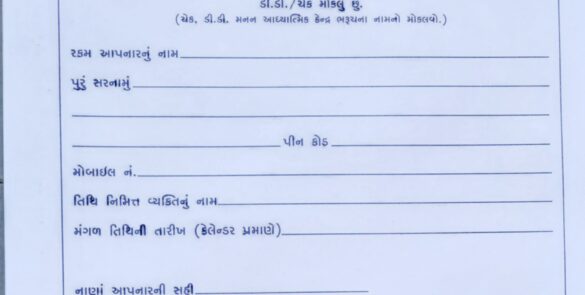 ડી.ડી./ચેક મોકલું છું.
(ચેક, ડી.ડી. મનન આધ્યાત્મિક કેન્દ્ર ભરૂચના નામનો મોકલવો.)
રકમ આપનારનું નામ
પુરું સરનામું
પીન કોડ
મોબાઇલ નં.
તિથિ નિમિત્ત વ્યક્તિનું નામ
મંગળ તિથિની તારીખ (કેલેન્ડર પ્રમાણે)
નાણાં આપનારની સહી